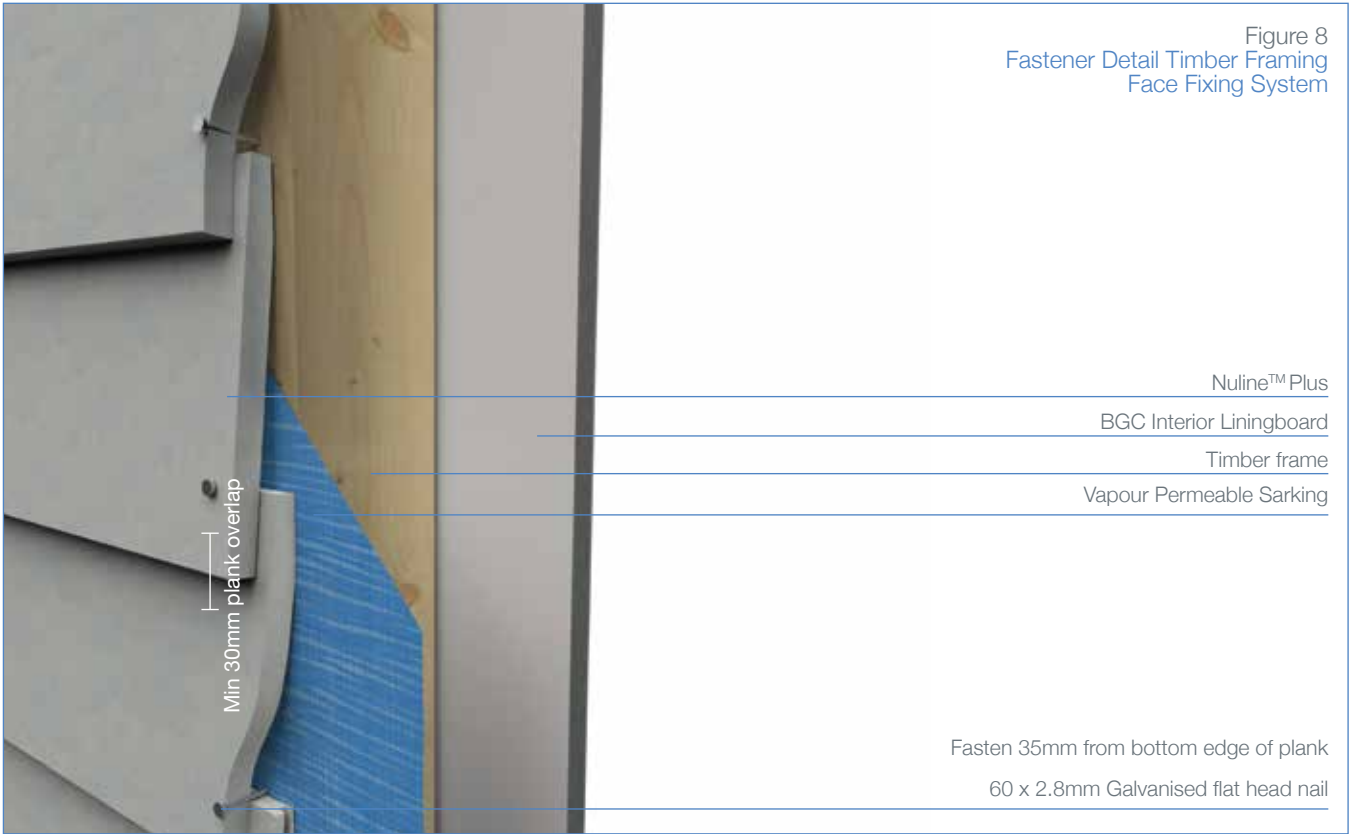 Figure 8
Fastener Detail Timber Framing
Face Fixing System
Nuline™ Plus
BGC Interior Liningboard
Timber frame
Vapour Permeable Sarking
Min 30mm plank overlap
Fasten 35mm from bottom edge of plank
60 x 2.8mm Galvanised flat head nail